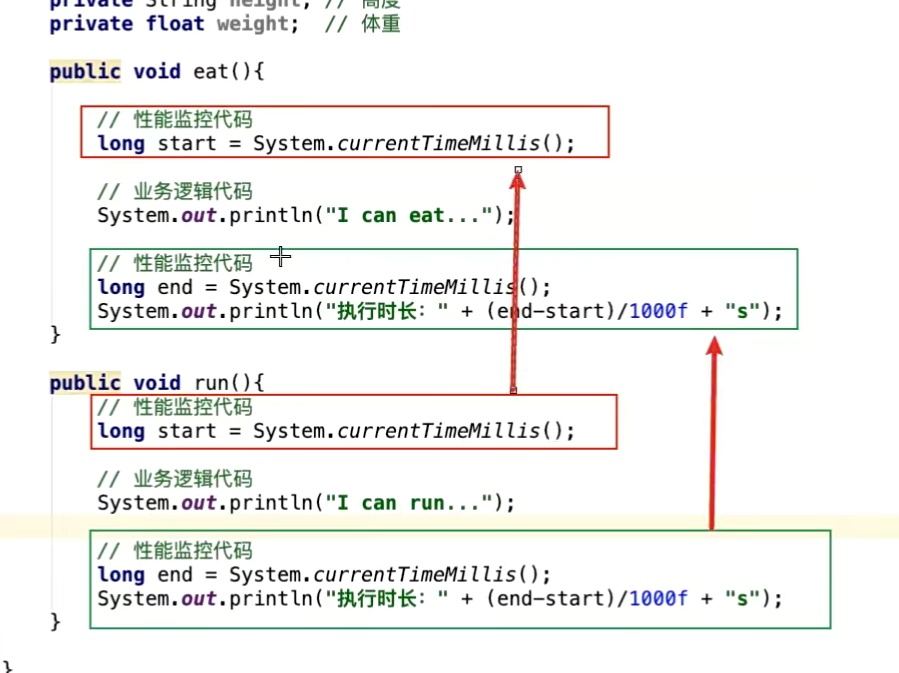 private String height; // 高度
private float weight;  // 体重
public void eat(){
// 性能监控代码
long start = System.currentTimeMillis();
// 业务逻辑代码
System.out.println("I can eat...");
// 性能监控代码
long end = System.currentTimeMillis();
System.out.println("执行时长：" + (end-start)/1000f + "s");
}
public void run(){
// 性能监控代码
long start = System.currentTimeMillis();
// 业务逻辑代码
System.out.println("I can run...");
// 性能监控代码
long end = System.currentTimeMillis();
System.out.println("执行时长：" + (end-start)/1000f + "s");
}
}